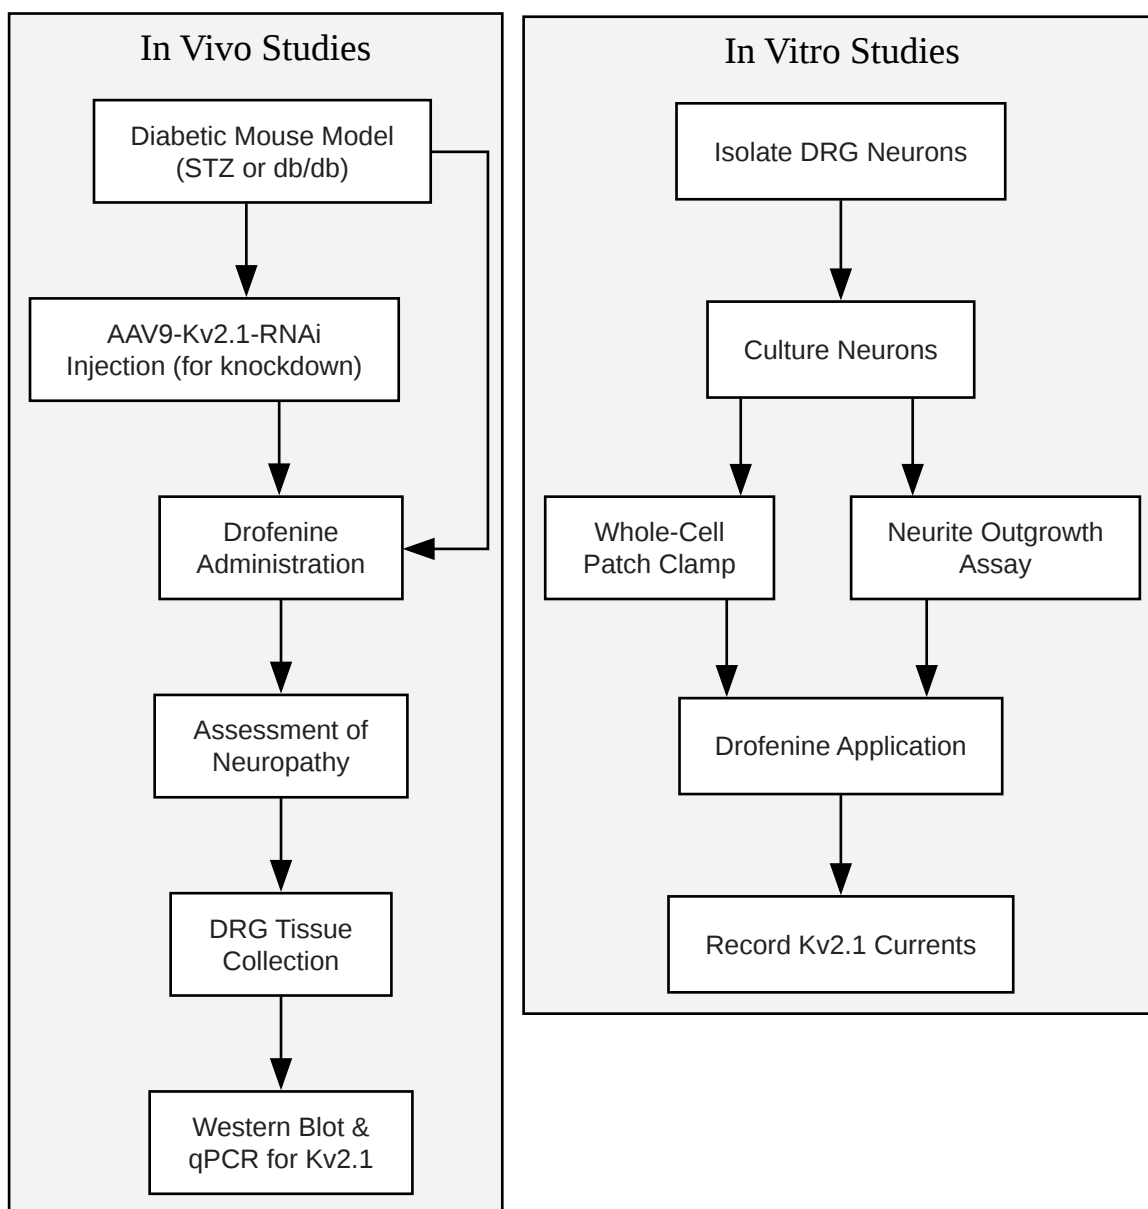 In Vivo Studies
Diabetic Mouse Model
(STZ or db/db)
AAV9-Kv2.1-RNAi
Injection (for knockdown)
Drofenine
Administration
Assessment of
Neuropathy
DRG Tissue
Collection
Western Blot &
qPCR for Kv2.1
In Vitro Studies
Isolate DRG Neurons
Culture Neurons
Whole-Cell
Patch Clamp
Neurite Outgrowth
Assay
Drofenine Application
Record Kv2.1 Currents